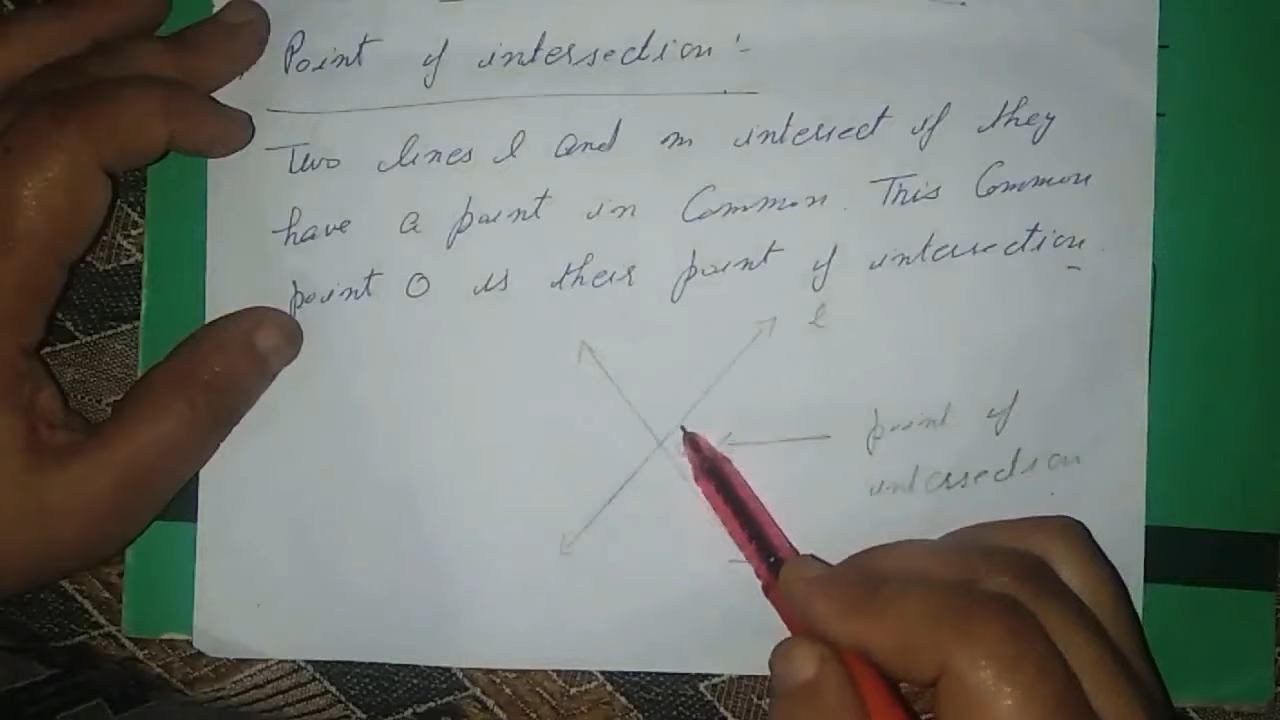 Point of intersection :-
Two lines l and m intersect if they
have a point in Common. This Common
point O is their point of intersection.
l
point of
intersection